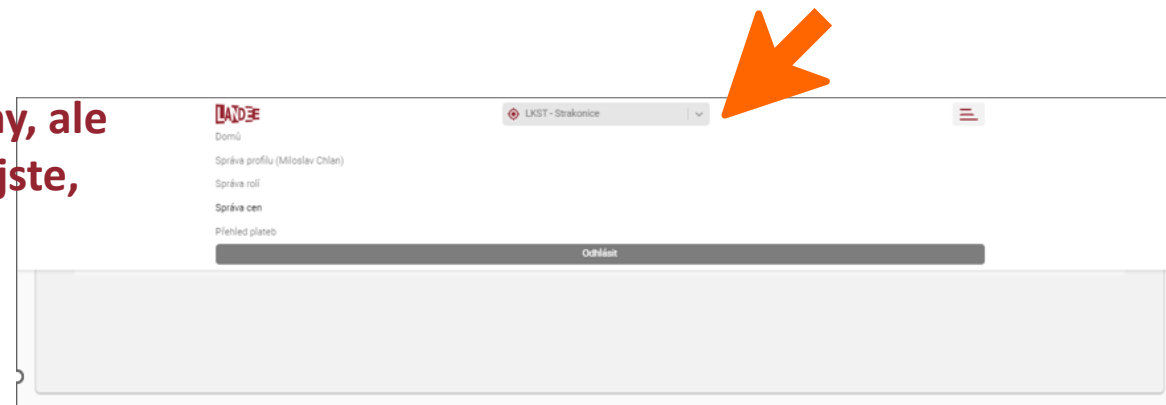 ny, ale
jste,
LANDEE
LKST - Strakonice
Domů
Správa profilu (Miloslav Chlan)
Správa rolí
Správa cen
Přehled plateb
Odhlásit